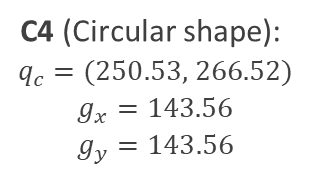 C4 (Circular shape):
q_c = (250.53, 266.52)
g_x = 143.56
g_y = 143.56